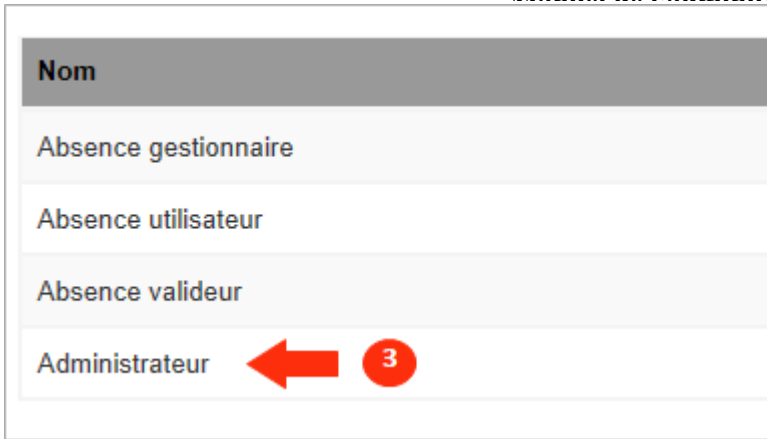 Nom
Absence gestionnaire
Absence utilisateur
Absence valideur
Administrateur 3